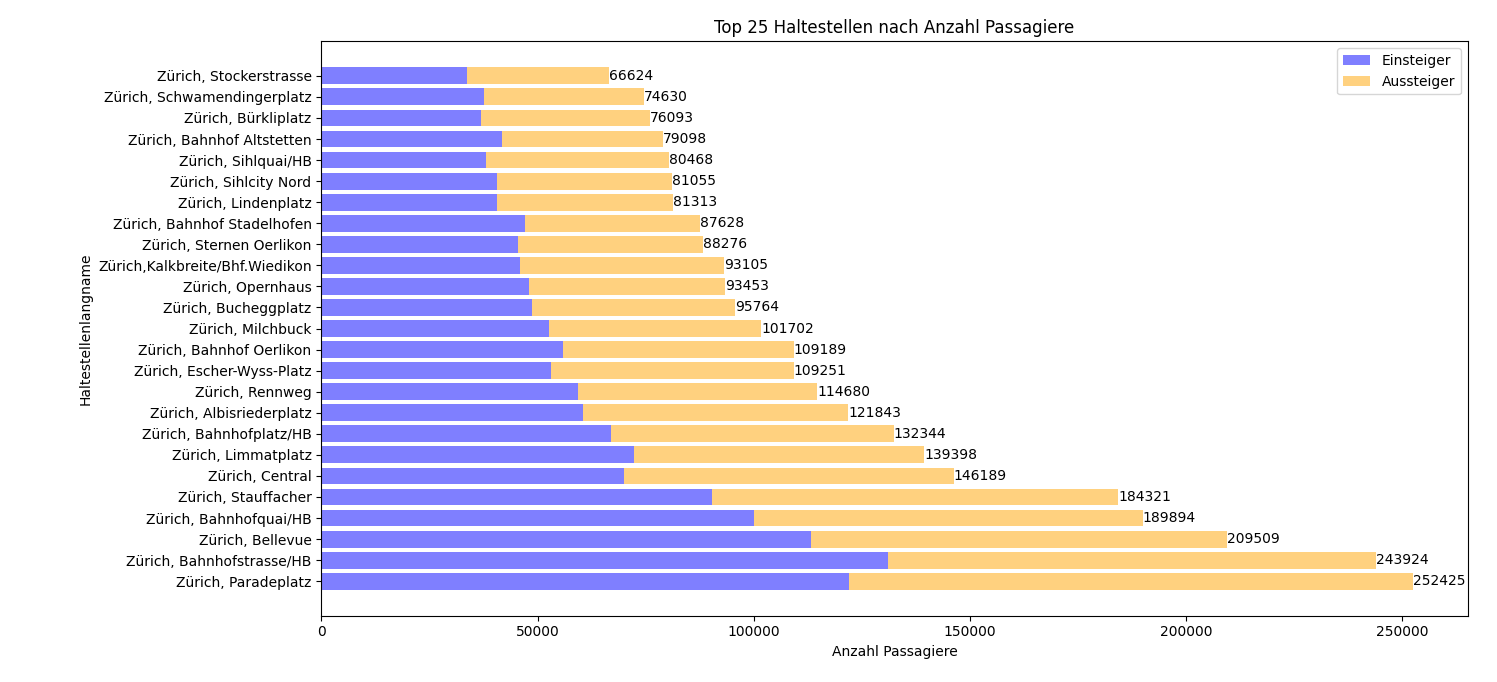 Top 25 Haltestellen nach Anzahl Passagiere
Einsteiger
Aussteiger
Haltestellenlangname
Zürich, Stockerstrasse 66624
Zürich, Schwamendingerplatz 74630
Zürich, Bürkliplatz 76093
Zürich, Bahnhof Altstetten 79098
Zürich, Sihlquai/HB 80468
Zürich, Sihlcity Nord 81055
Zürich, Lindenplatz 81313
Zürich, Bahnhof Stadelhofen 87628
Zürich, Sternen Oerlikon 88276
Zürich,Kalkbreite/Bhf.Wiedikon 93105
Zürich, Opernhaus 93453
Zürich, Bucheggplatz 95764
Zürich, Milchbuck 101702
Zürich, Bahnhof Oerlikon 109189
Zürich, Escher-Wyss-Platz 109251
Zürich, Rennweg 114680
Zürich, Albisriederplatz 121843
Zürich, Bahnhofplatz/HB 132344
Zürich, Limmatplatz 139398
Zürich, Central 146189
Zürich, Stauffacher 184321
Zürich, Bahnhofquai/HB 189894
Zürich, Bellevue 209509
Zürich, Bahnhofstrasse/HB 243924
Zürich, Paradeplatz 252425
0 50000 100000 150000 200000 250000
Anzahl Passagiere